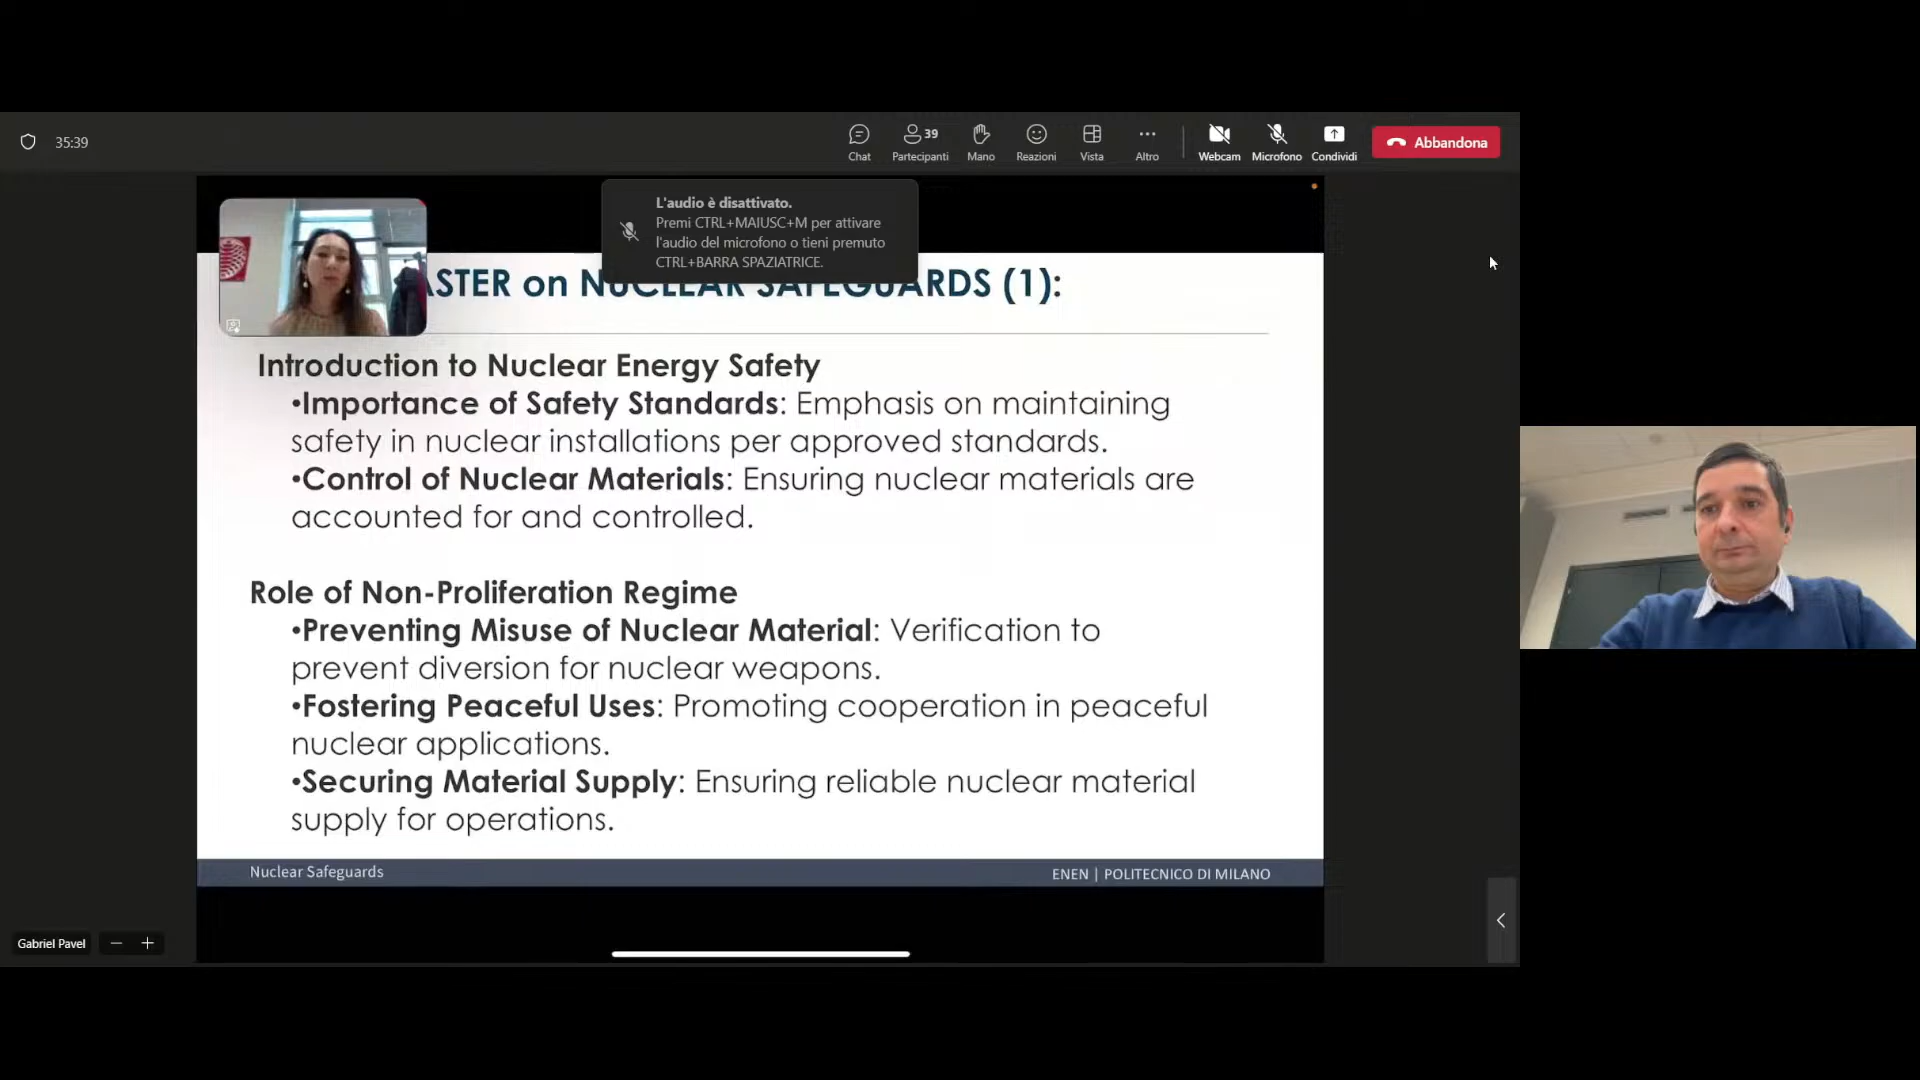 35:39
39
Chat
Partecipanti
Mano
Reazioni
Vista
Altro
Webcam
Microfono
Condividi
Abbandona
L'audio è disattivato.
Premi CTRL+MAIUSC+M per attivare
l'audio del microfono o tieni premuto
CTRL+BARRA SPAZIATRICE.
ASTER on NUCLEAR SAFEGUARDS (1):
Introduction to Nuclear Energy Safety
•Importance of Safety Standards: Emphasis on maintaining
safety in nuclear installations per approved standards.
•Control of Nuclear Materials: Ensuring nuclear materials are
accounted for and controlled.
Role of Non-Proliferation Regime
•Preventing Misuse of Nuclear Material: Verification to
prevent diversion for nuclear weapons.
•Fostering Peaceful Uses: Promoting cooperation in peaceful
nuclear applications.
•Securing Material Supply: Ensuring reliable nuclear material
supply for operations.
Nuclear Safeguards
ENEN | POLITECNICO DI MILANO
Gabriel Pavel